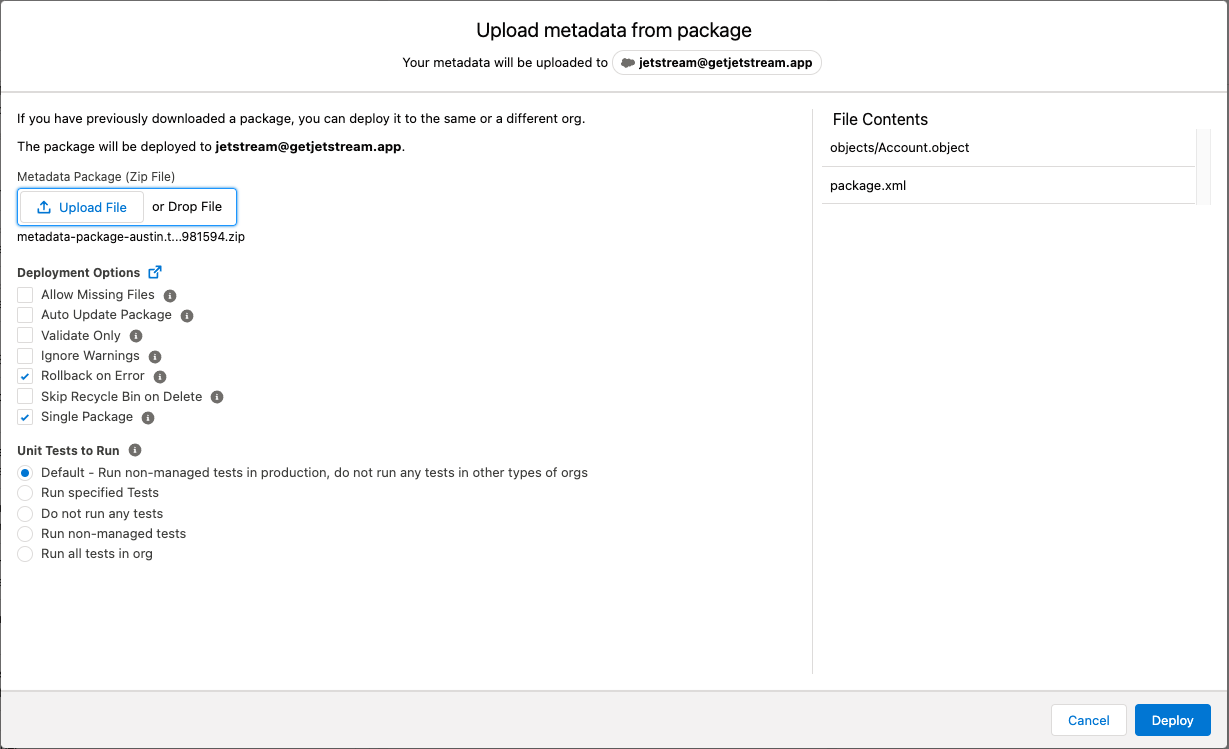 Upload metadata from package
Your metadata will be uploaded to jetstream@getjetstream.app
If you have previously downloaded a package, you can deploy it to the same or a different org.
The package will be deployed to jetstream@getjetstream.app.
Metadata Package (Zip File)
Upload File or Drop File
metadata-package-austin.t...981594.zip
Deployment Options
Allow Missing Files
Auto Update Package
Validate Only
Ignore Warnings
Rollback on Error
Skip Recycle Bin on Delete
Single Package
Unit Tests to Run
Default - Run non-managed tests in production, do not run any tests in other types of orgs
Run specified Tests
Do not run any tests
Run non-managed tests
Run all tests in org
File Contents
objects/Account.object
package.xml
Cancel Deploy